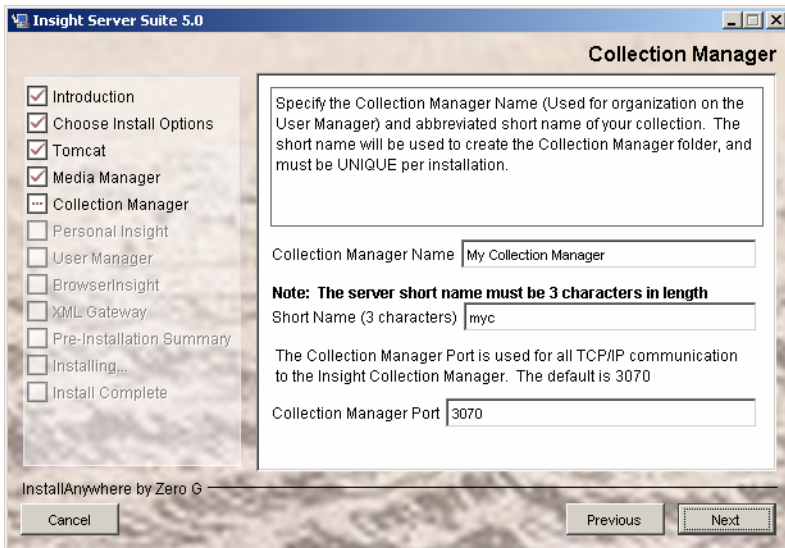 Insight Server Suite 5.0
Collection Manager
Introduction
Choose Install Options
Tomcat
Media Manager
Collection Manager
Personal Insight
User Manager
BrowserInsight
XML Gateway
Pre-Installation Summary
Installing...
Install Complete
Specify the Collection Manager Name (Used for organization on the
User Manager) and abbreviated short name of your collection. The
short name will be used to create the Collection Manager folder, and
must be UNIQUE per installation.
Collection Manager Name My Collection Manager
Note: The server short name must be 3 characters in length
Short Name (3 characters) myc
The Collection Manager Port is used for all TCP/IP communication
to the Insight Collection Manager. The default is 3070
Collection Manager Port 3070
InstallAnywhere by Zero G
Cancel
Previous
Next